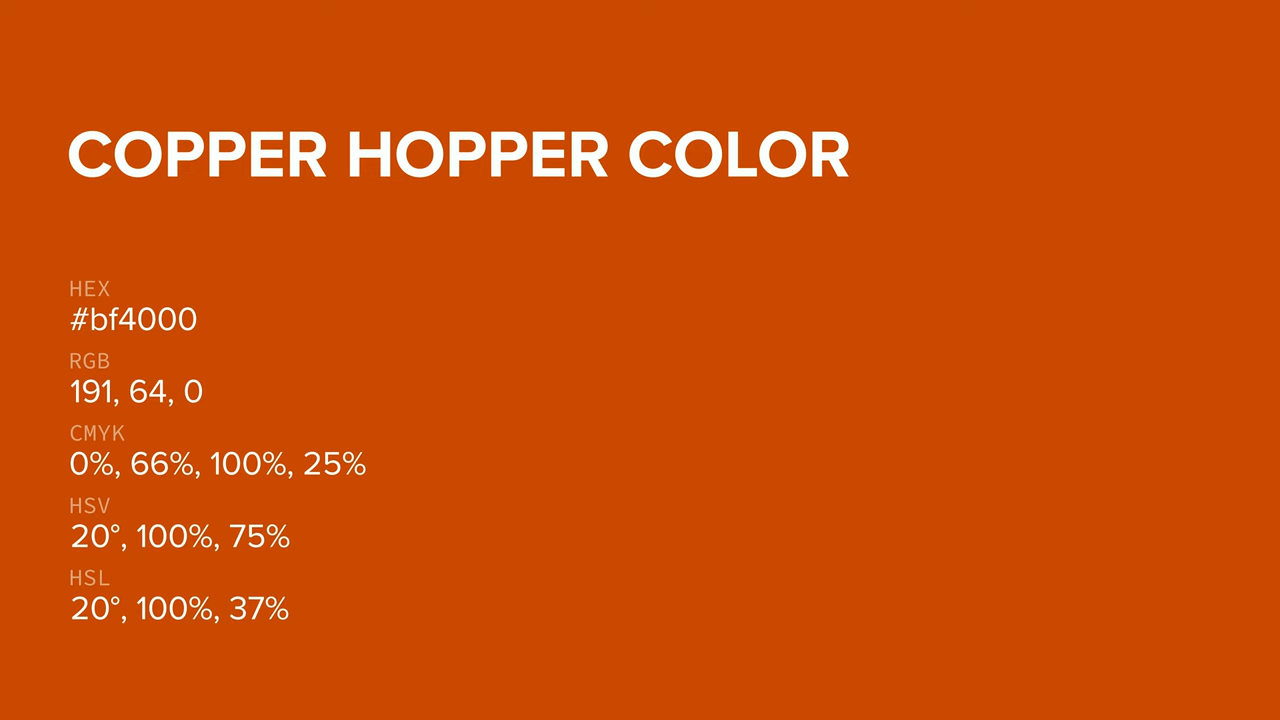 COPPER HOPPER COLOR
HEX
#bf4000
RGB
191, 64, 0
CMYK
0%, 66%, 100%, 25%
HSV
20°, 100%, 75%
HSL
20°, 100%, 37%